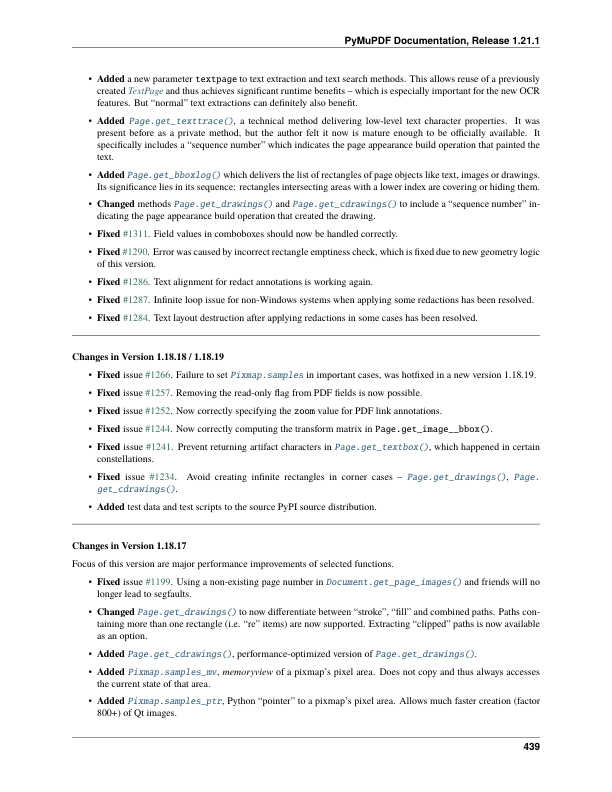 PyMuPDF Documentation, Release 1.21.1
• Added a new parameter textpage to text extraction and text search methods. This allows reuse of a previously
created TextPage and thus achieves significant runtime benefits – which is especially important for the new OCR
features. But “normal” text extractions can definitely also benefit.
• Added Page.get_texttrace(), a technical method delivering low-level text character properties. It was
present before as a private method, but the author felt it now is mature enough to be officially available. It
specifically includes a “sequence number” which indicates the page appearance build operation that painted the
text.
• Added Page.get_bboxlog() which delivers the list of rectangles of page objects like text, images or drawings.
Its significance lies in its sequence: rectangles intersecting areas with a lower index are covering or hiding them.
• Changed methods Page.get_drawings() and Page.get_cdrawings() to include a “sequence number” in-
dicating the page appearance build operation that created the drawing.
• Fixed #1311. Field values in comboboxes should now be handled correctly.
• Fixed #1290. Error was caused by incorrect rectangle emptiness check, which is fixed due to new geometry logic
of this version.
• Fixed #1286. Text alignment for redact annotations is working again.
• Fixed #1287. Infinite loop issue for non-Windows systems when applying some redactions has been resolved.
• Fixed #1284. Text layout destruction after applying redactions in some cases has been resolved.
Changes in Version 1.18.18 / 1.18.19
• Fixed issue #1266. Failure to set Pixmap.samples in important cases, was hotfixed in a new version 1.18.19.
• Fixed issue #1257. Removing the read-only flag from PDF fields is now possible.
• Fixed issue #1252. Now correctly specifying the zoom value for PDF link annotations.
• Fixed issue #1244. Now correctly computing the transform matrix in Page.get_image__bbox().
• Fixed issue #1241. Prevent returning artifact characters in Page.get_textbox(), which happened in certain
constellations.
• Fixed issue #1234. Avoid creating infinite rectangles in corner cases – Page.get_drawings(), Page.
get_cdrawings().
• Added test data and test scripts to the source PyPI source distribution.
Changes in Version 1.18.17
Focus of this version are major performance improvements of selected functions.
• Fixed issue #1199. Using a non-existing page number in Document.get_page_images() and friends will no
longer lead to segfaults.
• Changed Page.get_drawings() to now differentiate between “stroke”, “fill” and combined paths. Paths con-
taining more than one rectangle (i.e. “re” items) are now supported. Extracting “clipped” paths is now available
as an option.
• Added Page.get_cdrawings(), performance-optimized version of Page.get_drawings().
• Added Pixmap.samples_mv, memoryview of a pixmap’s pixel area. Does not copy and thus always accesses
the current state of that area.
• Added Pixmap.samples_ptr, Python “pointer” to a pixmap’s pixel area. Allows much faster creation (factor
800+) of Qt images.
439